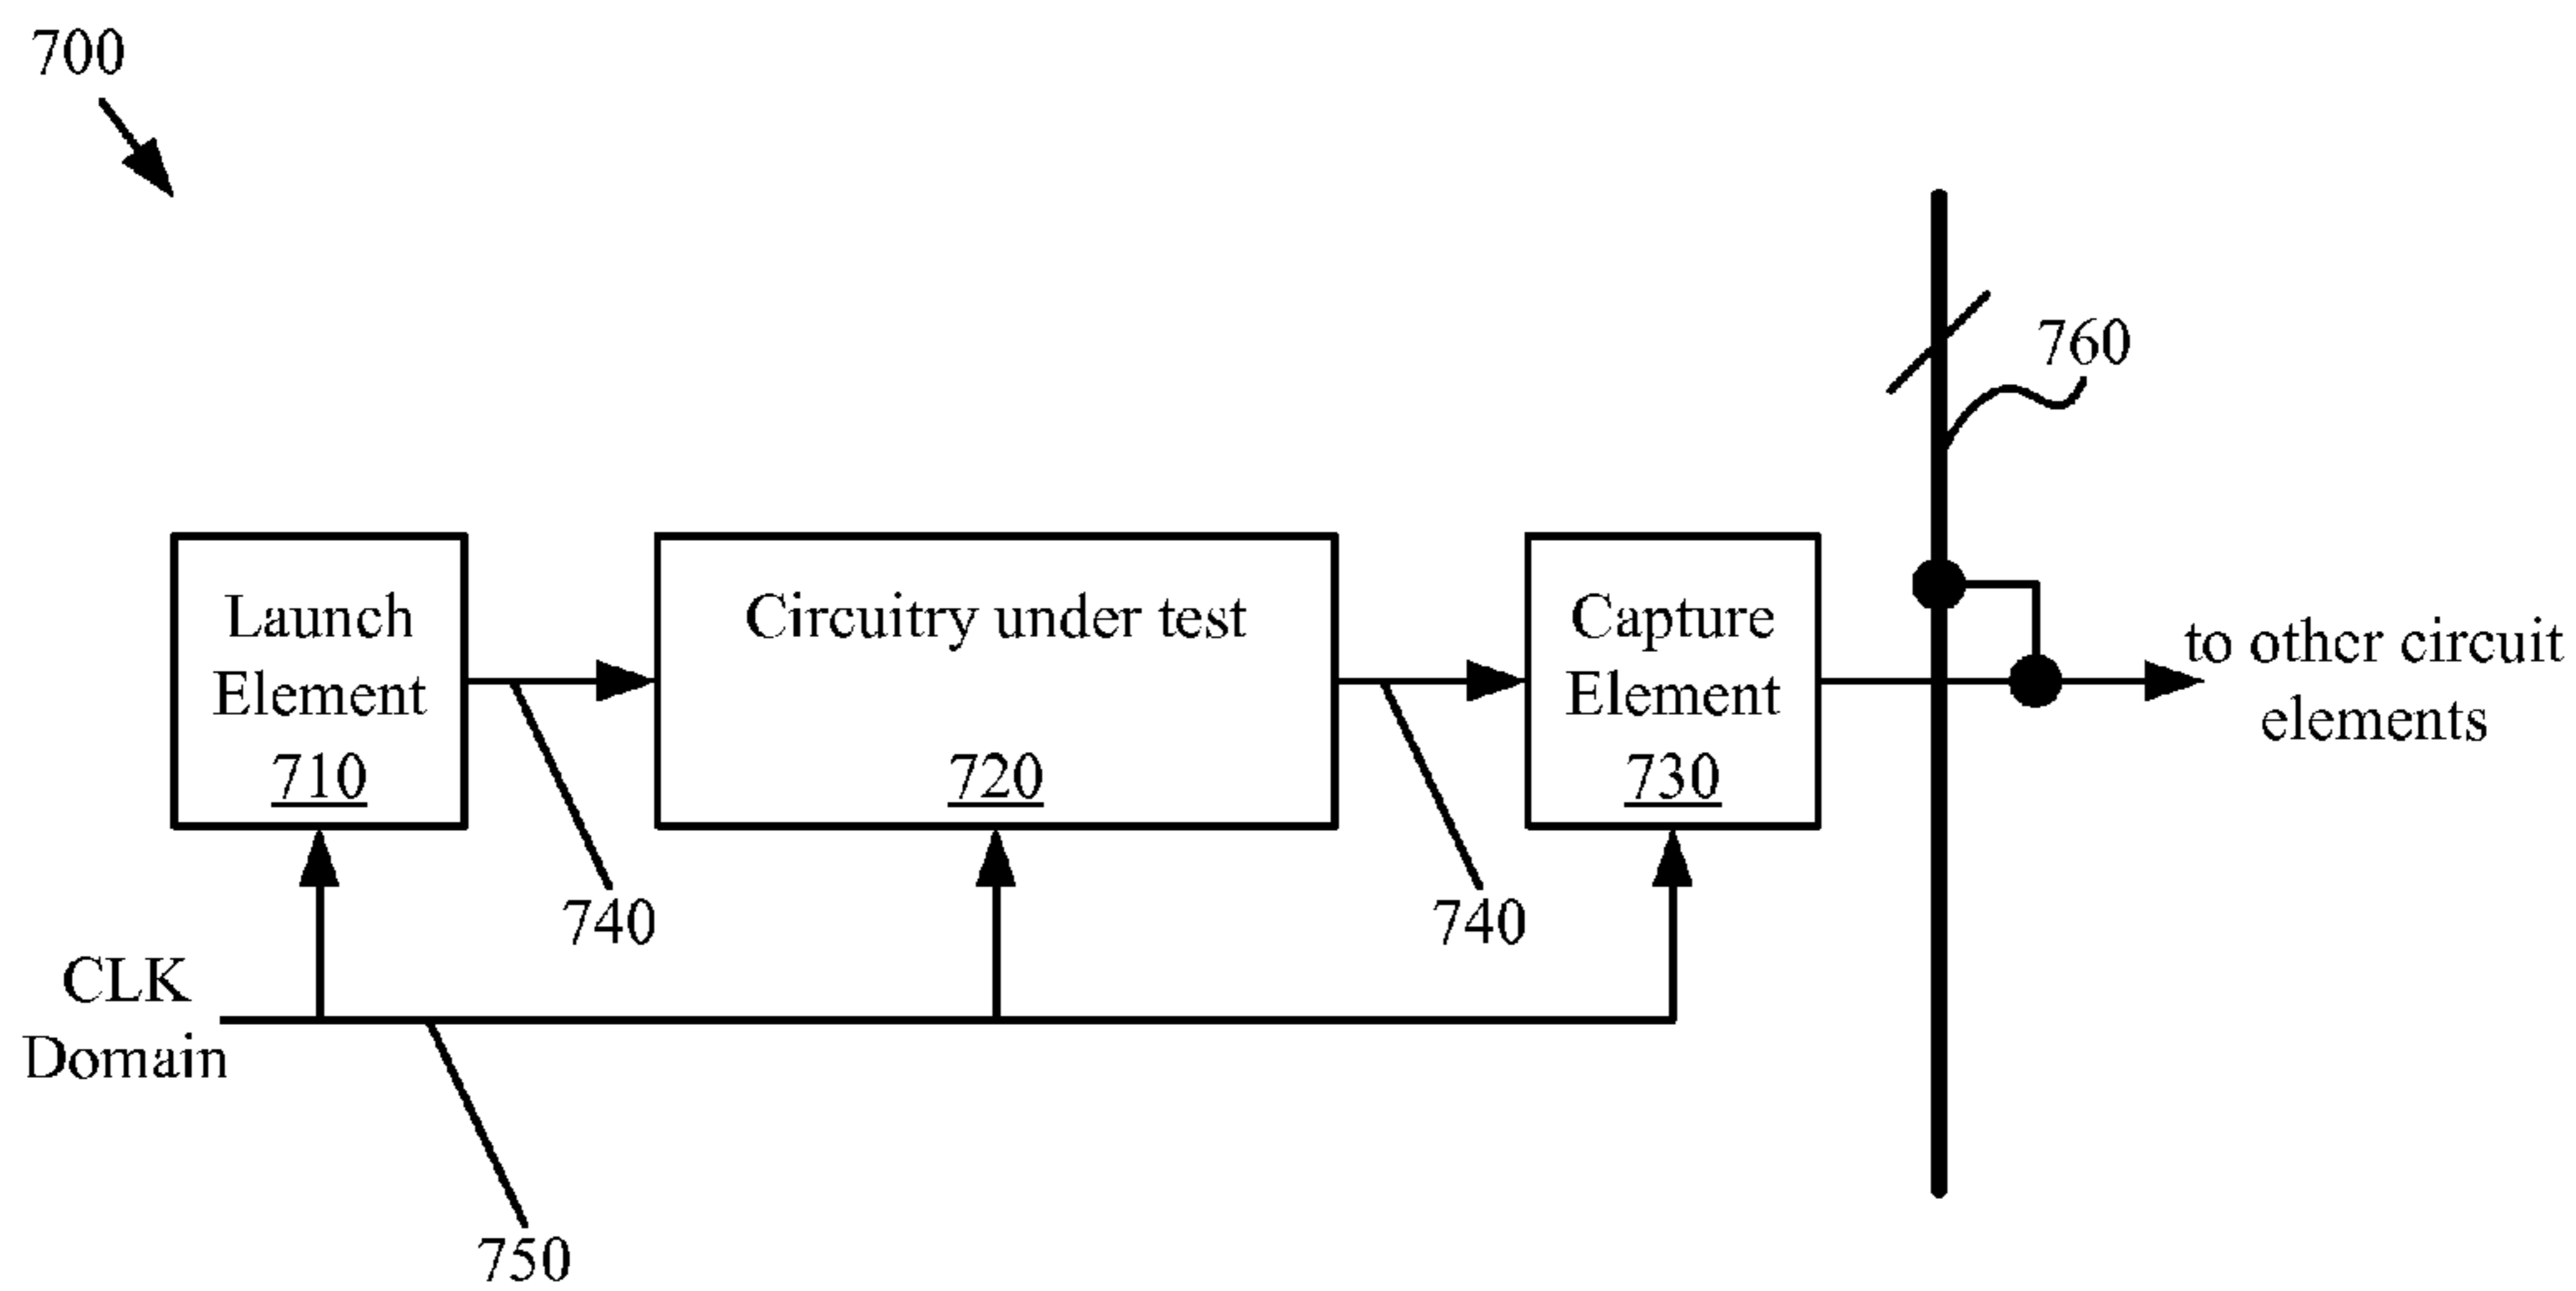 700
760
Launch
Element
710
Circuitry under test
720
Capture
Element
730
to other circuit
elements
740
740
CLK
Domain
750